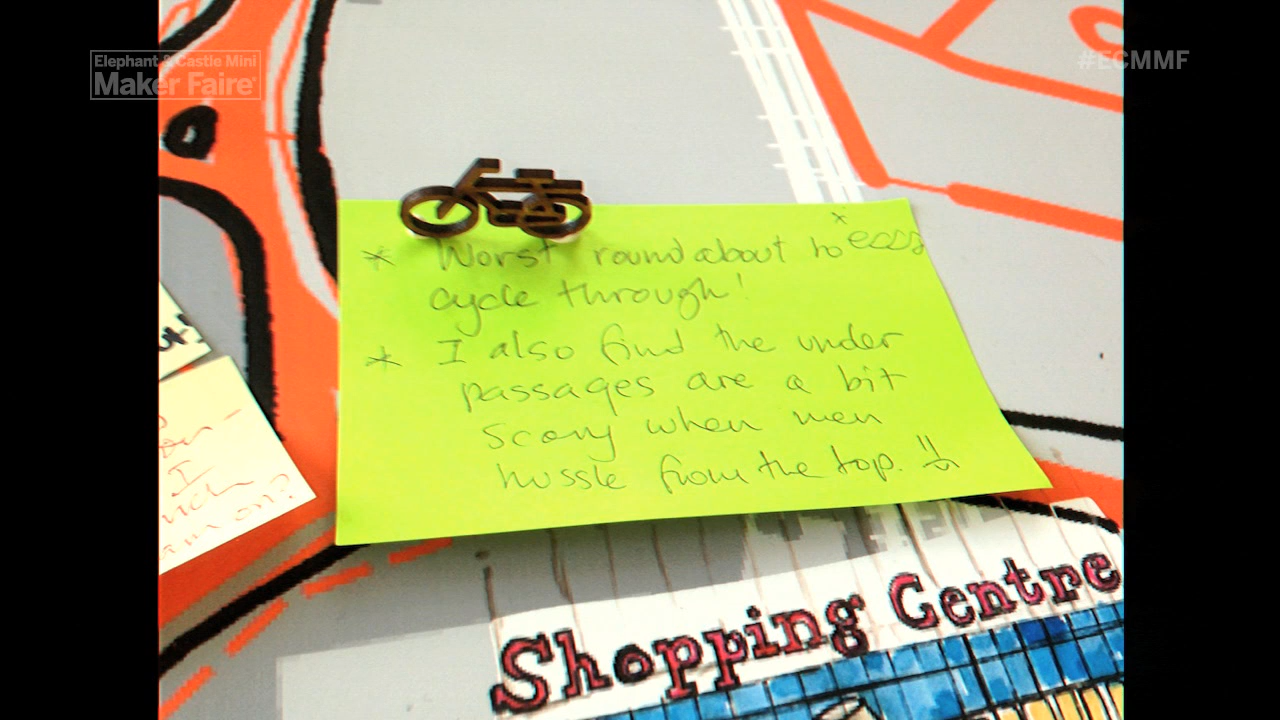 Elephant & Castle Mini
Maker Faire
#ECMMF
* Worst roundabout to
cycle through!
* I also find the under
passages are a bit
scary when men
hussle from the top.
I
Shopping Centre